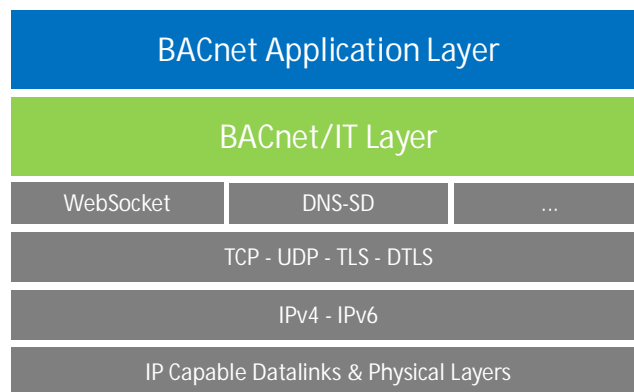 BACnet Application Layer
BACnet/IT Layer
WebSocket DNS-SD ...
TCP - UDP - TLS - DTLS
IPv4 - IPv6
IP Capable Datalinks & Physical Layers